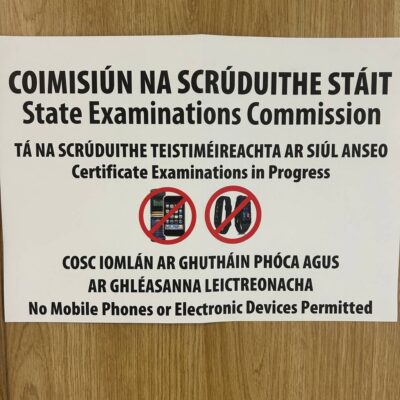 COIMISIÚN NA SCRÚDUITHE STÁIT
State Examinations Commission
TÁ NA SCRÚDUITHE TEISTIMÉIREACHTA AR SIÚL ANSEO
Certificate Examinations in Progress
COSC IOMLÁN AR GHUTHÁIN PHÓCA AGUS
AR GHLÉASANNA LEICTREONACHA
No Mobile Phones or Electronic Devices Permitted